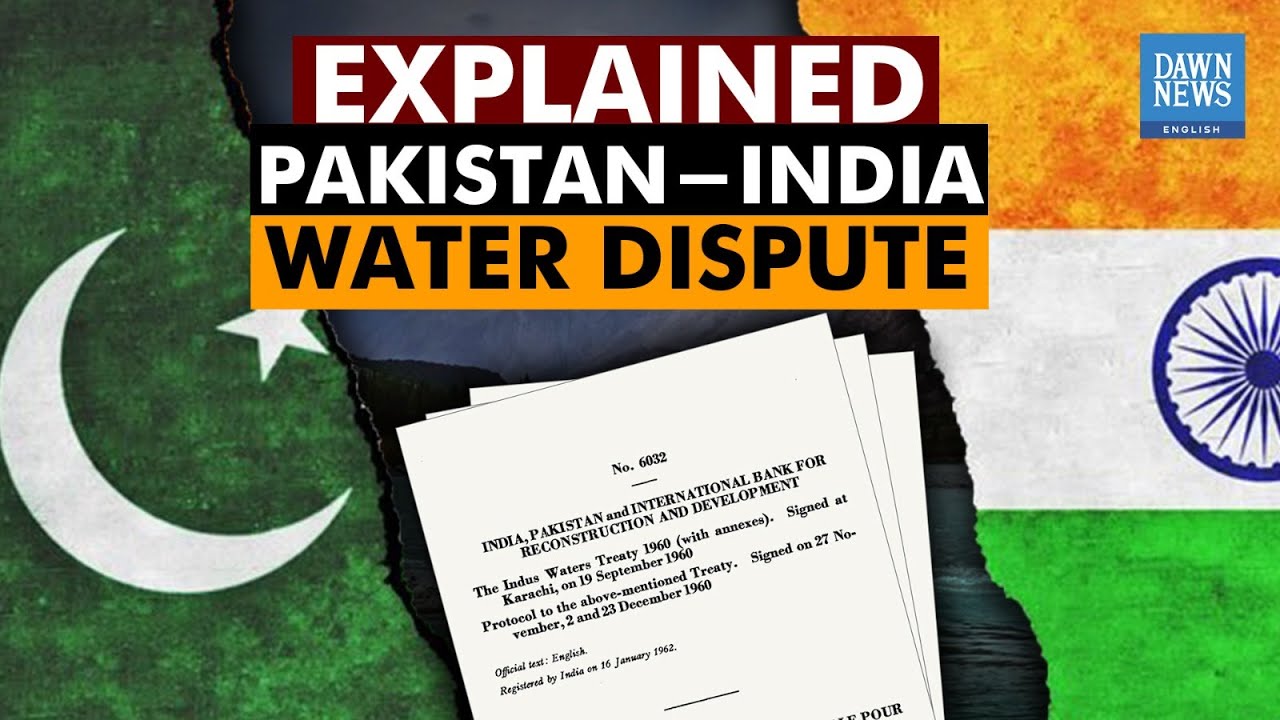 EXPLAINED
PAKISTAN–INDIA
WATER DISPUTE
DAWN
NEWS
ENGLISH
No. 6032
INDIA, PAKISTAN and INTERNATIONAL BANK FOR
RECONSTRUCTION AND DEVELOPMENT
The Indus Waters Treaty 1960 (with annexes). Signed at
Karachi, on 19 September 1960
Protocol to the above-mentioned Treaty. Signed on 27 No-
vember, 2 and 23 December 1960
Official text: English.
Registered by India on 16 January 1962.
POUR